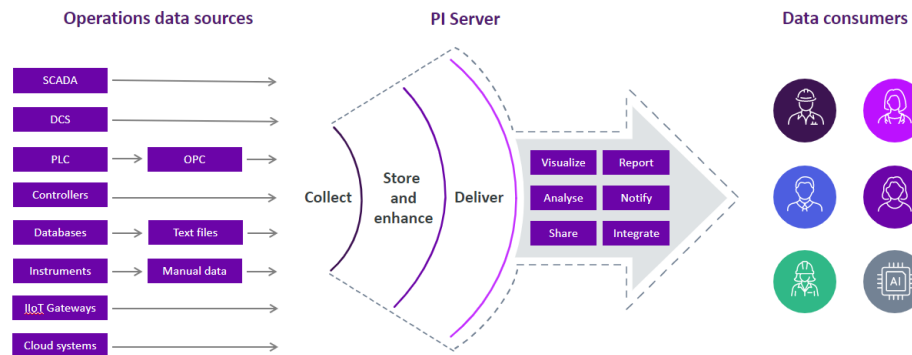 Operations data sources
PI Server
Data consumers
SCADA
DCS
PLC
OPC
Controllers
Databases
Text files
Instruments
Manual data
IIoT Gateways
Cloud systems
Collect
Store
and
enhance
Deliver
Visualize
Report
Analyse
Notify
Share
Integrate
AI